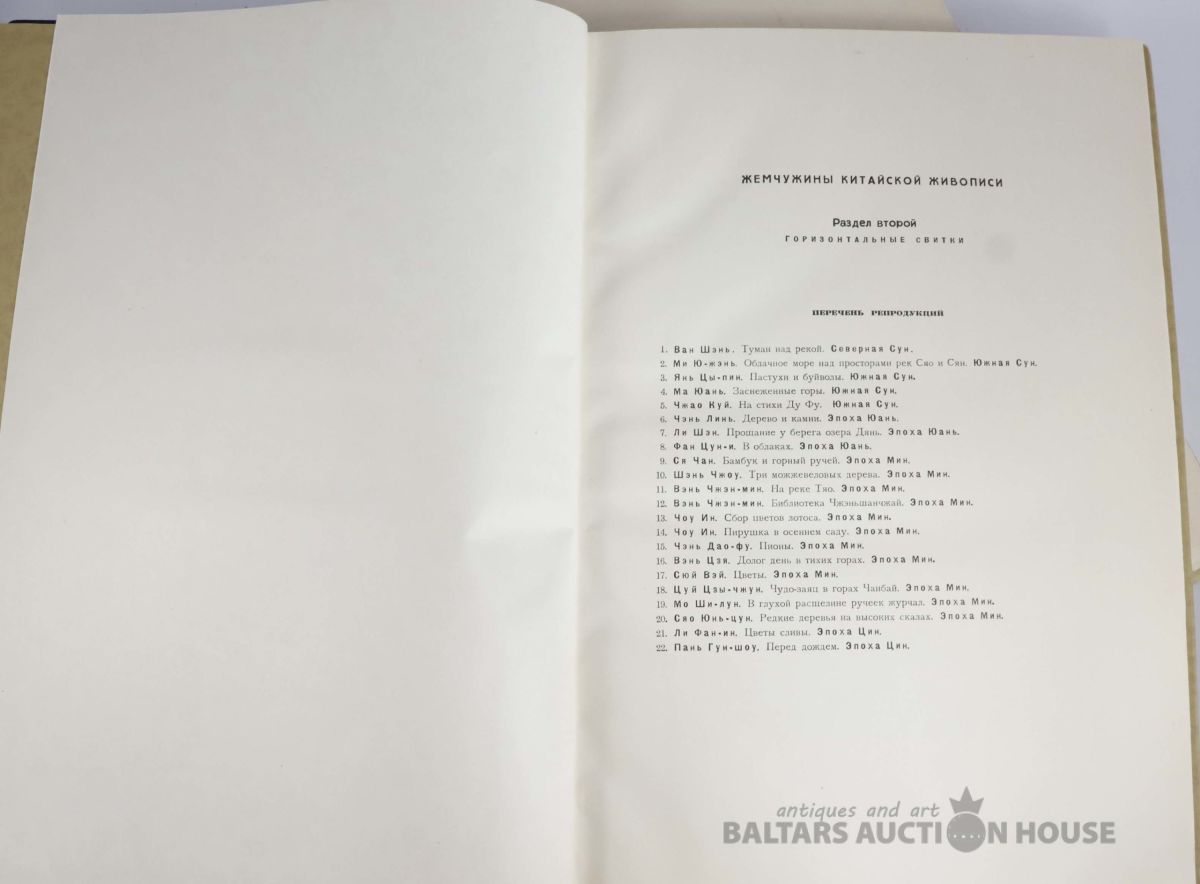 ЖЕМЧУЖИНЫ КИТАЙСКОЙ ЖИВОПИСИ
Раздел второй
ГОРИЗОНТАЛЬНЫЕ СВИТКИ
ПЕРЕЧЕНЬ РЕПРОДУКЦИЙ
1. Ван Шэнь. Туман над рекой. Северная Сун.
2. Ми Ю-жэнь. Облачное море над просторами рек Сяо и Сян. Южная Сун.
3. Янь Цы-пин. Пастухи и буйволы. Южная Сун.
4. Ма Юань. Заснеженные горы. Южная Сун.
5. Чжао Куй. На стихи Ду Фу. Южная Сун.
6. Чэнь Линь. Дерево и камни. Эпоха Юань.
7. Ли Шэн. Прощание у берега озера Дянь. Эпоха Юань.
8. Фан Цун-и. В облаках. Эпоха Юань.
9. Ся Чан. Бамбук и горный ручей. Эпоха Мин.
10. Шэнь Чжоу. Три можжевеловых дерева. Эпоха Мин.
11. Вэнь Чжэн-мин. На реке Тяо. Эпоха Мин.
12. Вэнь Чжэн-мин. Библиотека Чжэньшанчжай. Эпоха Мин.
13. Чоу Ин. Сбор цветов лотоса. Эпоха Мин.
14. Чоу Ин. Пирушка в осеннем саду. Эпоха Мин.
15. Чэнь Дао-фу. Пионы. Эпоха Мин.
16. Вэнь Цзя. Долог день в тихих горах. Эпоха Мин.
17. Сюй Вэй. Цветы. Эпоха Мин.
18. Цуй Цзы-чжун. Чудо-заяц в горах Чанбай. Эпоха Мин.
19. Мо Ши-лун. В глухой расщелине ручеек журчал. Эпоха Мин.
20. Сяо Юнь-цун. Редкие деревья на высоких скалах. Эпоха Мин.
21. Ли Фан-ин. Цветы сливы. Эпоха Цин.
22. Пань Гун-шоу. Перед дождем. Эпоха Цин.
antiques and art
BALTARS AUCTION HOUSE